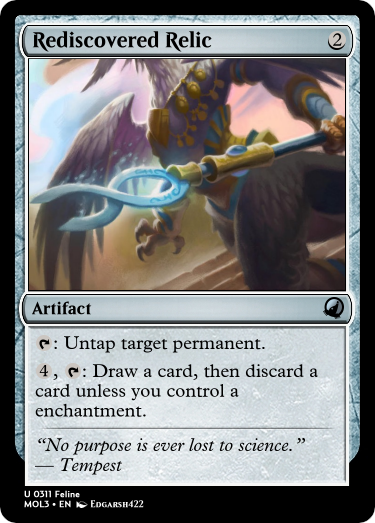 Rediscovered Relic 2
Artifact
: Untap target permanent.
4, : Draw a card, then discard a
card unless you control a
enchantment.
“No purpose is ever lost to science.”
— Tempest
U 0311 Feline
MOL3 • EN Edgarsh422